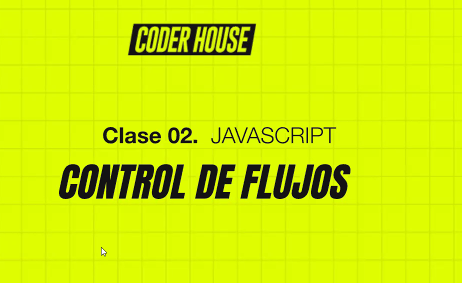 CODER HOUSE
Clase 02. JAVASCRIPT
CONTROL DE FLUJOS